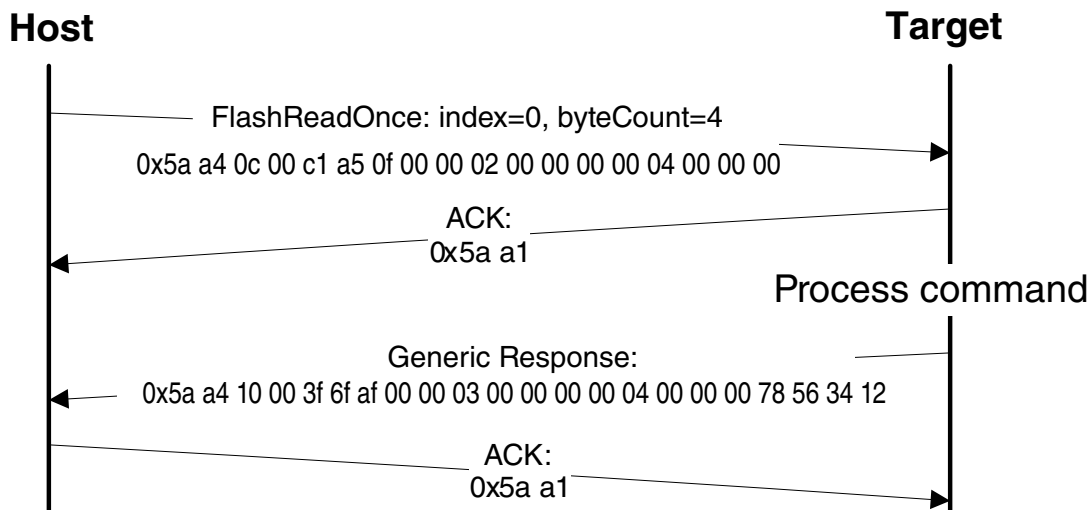 Host
Target
FlashReadOnce: index=0, byteCount=4
0x5a a4 0c 00 c1 a5 0f 00 00 02 00 00 00 00 04 00 00 00
ACK:
0x5a a1
Process command
Generic Response:
0x5a a4 10 00 3f 6f af 00 00 03 00 00 00 00 04 00 00 00 78 56 34 12
ACK:
0x5a a1